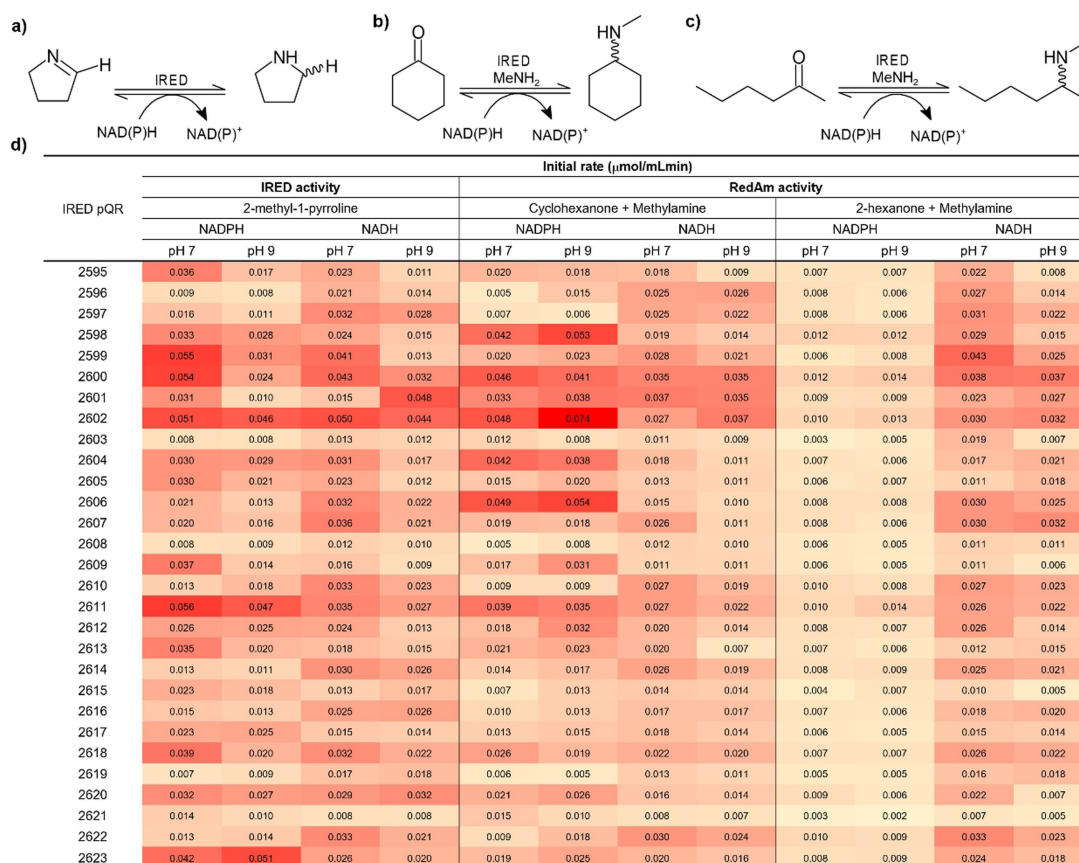 a)
N
H
IRED
NAD(P)H
NAD(P)+
NH
H
b)
O
IRED
MeNH2
NAD(P)H
NAD(P)+
HN
c)
O
IRED
MeNH2
NAD(P)H
NAD(P)+
HN
d)
Initial rate (µmol/mLmin)
IRED activity RedAm activity
IRED pQR 2-methyl-1-pyrroline Cyclohexanone + Methylamine 2-hexanone + Methylamine
NADPH NADH NADPH NADH NADPH NADH
pH 7 pH 9 pH 7 pH 9 pH 7 pH 9 pH 7 pH 9 pH 7 pH 9 pH 7 pH 9
2595 0.036 0.017 0.023 0.011 0.020 0.018 0.018 0.009 0.007 0.007 0.022 0.008
2596 0.009 0.008 0.021 0.014 0.005 0.015 0.025 0.026 0.008 0.006 0.027 0.014
2597 0.016 0.011 0.032 0.028 0.007 0.006 0.025 0.022 0.008 0.006 0.031 0.022
2598 0.033 0.028 0.024 0.015 0.042 0.053 0.019 0.014 0.012 0.012 0.029 0.015
2599 0.055 0.031 0.041 0.013 0.020 0.023 0.028 0.021 0.006 0.008 0.043 0.025
2600 0.054 0.024 0.043 0.032 0.046 0.041 0.035 0.035 0.012 0.014 0.038 0.037
2601 0.031 0.010 0.015 0.048 0.033 0.038 0.037 0.035 0.009 0.009 0.023 0.027
2602 0.051 0.046 0.050 0.044 0.048 0.074 0.027 0.037 0.010 0.013 0.030 0.032
2603 0.008 0.008 0.013 0.012 0.012 0.008 0.011 0.009 0.003 0.005 0.019 0.007
2604 0.030 0.029 0.031 0.017 0.042 0.038 0.018 0.011 0.007 0.006 0.017 0.021
2605 0.030 0.021 0.023 0.012 0.015 0.020 0.013 0.011 0.006 0.007 0.011 0.018
2606 0.021 0.013 0.032 0.022 0.049 0.054 0.015 0.010 0.008 0.008 0.030 0.025
2607 0.020 0.016 0.036 0.021 0.019 0.018 0.026 0.011 0.008 0.006 0.030 0.032
2608 0.008 0.009 0.012 0.010 0.005 0.008 0.012 0.010 0.006 0.005 0.011 0.011
2609 0.037 0.014 0.016 0.009 0.017 0.031 0.011 0.011 0.006 0.005 0.011 0.006
2610 0.013 0.018 0.033 0.023 0.009 0.009 0.027 0.019 0.010 0.008 0.027 0.023
2611 0.056 0.047 0.035 0.027 0.039 0.035 0.027 0.022 0.010 0.014 0.026 0.022
2612 0.026 0.025 0.024 0.013 0.018 0.032 0.020 0.014 0.008 0.007 0.026 0.014
2613 0.035 0.020 0.018 0.015 0.021 0.023 0.020 0.007 0.007 0.006 0.012 0.015
2614 0.013 0.011 0.030 0.026 0.014 0.017 0.026 0.019 0.008 0.009 0.025 0.021
2615 0.023 0.018 0.013 0.017 0.007 0.013 0.014 0.014 0.004 0.007 0.010 0.005
2616 0.015 0.013 0.025 0.026 0.010 0.013 0.017 0.017 0.007 0.006 0.018 0.020
2617 0.023 0.025 0.015 0.014 0.013 0.015 0.018 0.014 0.006 0.005 0.015 0.014
2618 0.039 0.020 0.032 0.022 0.026 0.019 0.022 0.020 0.007 0.007 0.026 0.022
2619 0.007 0.009 0.017 0.018 0.006 0.005 0.013 0.011 0.005 0.005 0.016 0.018
2620 0.032 0.027 0.029 0.032 0.021 0.026 0.016 0.014 0.009 0.006 0.022 0.007
2621 0.014 0.010 0.008 0.008 0.015 0.010 0.008 0.007 0.003 0.002 0.007 0.005
2622 0.013 0.014 0.033 0.021 0.009 0.018 0.030 0.024 0.010 0.009 0.033 0.023
2623 0.042 0.051 0.026 0.020 0.019 0.025 0.020 0.016 0.008 0.009 0.024 0.018